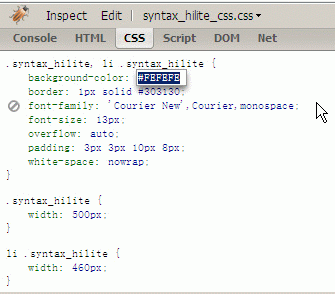 Inspect Edit syntax_hilite_css.css
Console HTML CSS Script DOM Net
.syntax_hilite, li .syntax_hilite {
background-color: #FEFEFE
border: 1px solid #303130;
font-family: 'Courier New',Courier,monospace;
font-size: 13px;
overflow: auto;
padding: 3px 3px 10px 8px;
white-space: nowrap;
}
.syntax_hilite {
width: 500px;
}
li .syntax_hilite {
width: 460px;
}